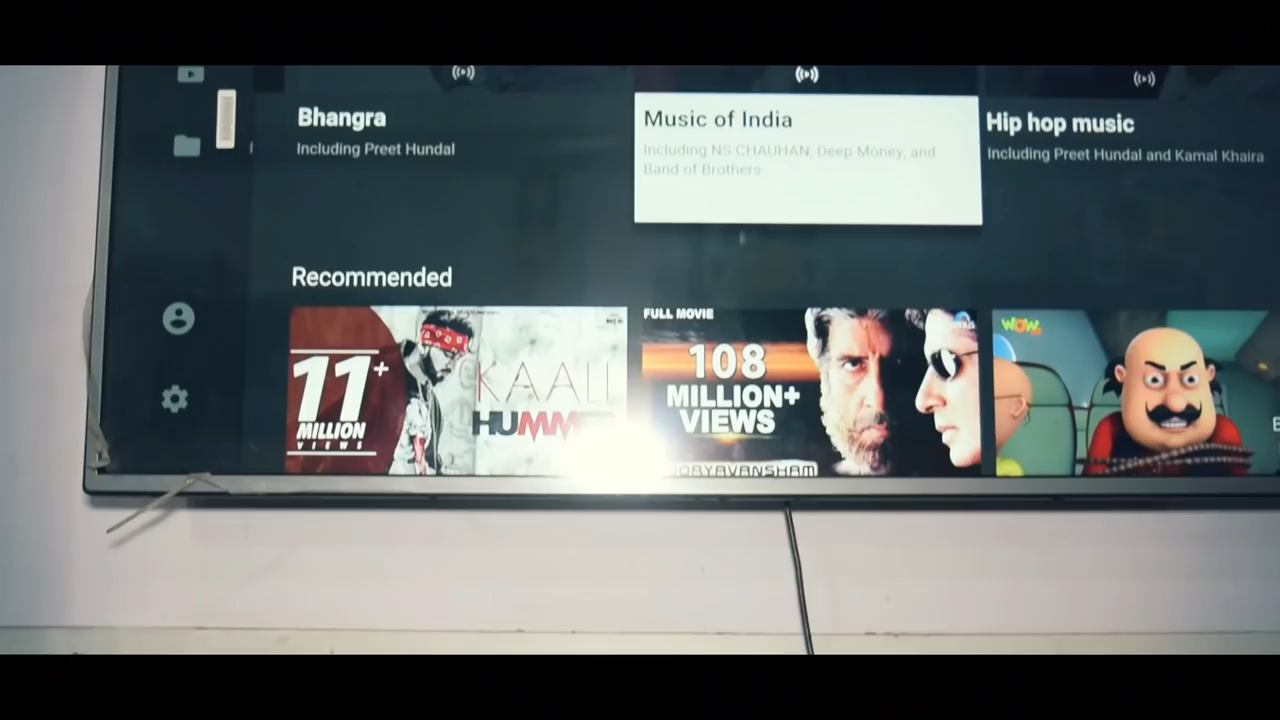 Bhangra
Including Preet Hundal
Music of India
Including NS CHAUHAN, Deep Money, and
Band of Brothers
Hip hop music
Including Preet Hundal and Kamal Khaira
Recommended
11+
MILLION
VIEWS
KAALI
HUMM
FULL MOVIE
108
MILLION+
VIEWS
OORYAVANSHAM
WOW